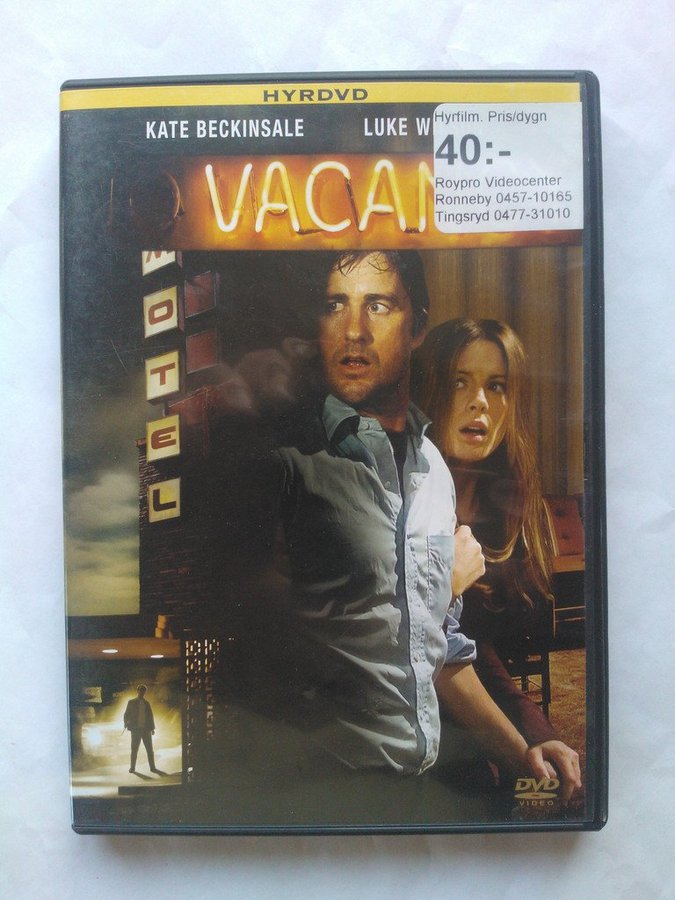 HYRDVD
KATE BECKINSALE
LUKE W
Hyrfilm. Pris/dygn
40:-
Roypro Videocenter
Ronneby 0457-10165
Tingsryd 0477-31010
VACAN
MOTEL
DVD
VIDEO